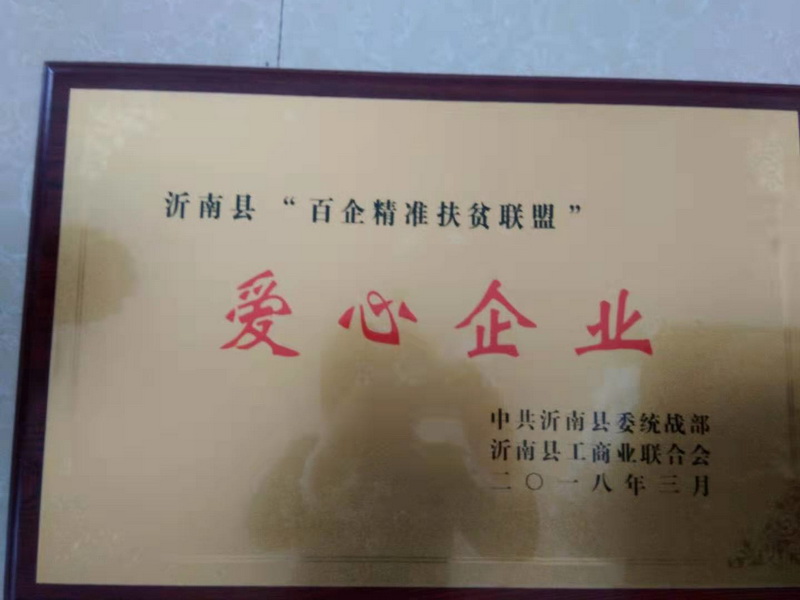 沂南县“百企精准扶贫联盟”
爱心企业
中共沂南县委统战部
沂南县工商业联合会
二〇一八年三月